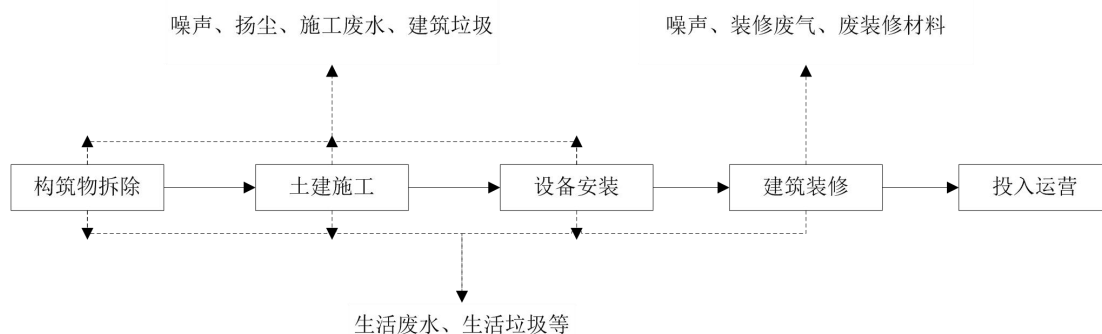 噪声、扬尘、施工废水、建筑垃圾
噪声、装修废气、废装修材料
构筑物拆除
土建施工
设备安装
建筑装修
投入运营
生活废水、生活垃圾等